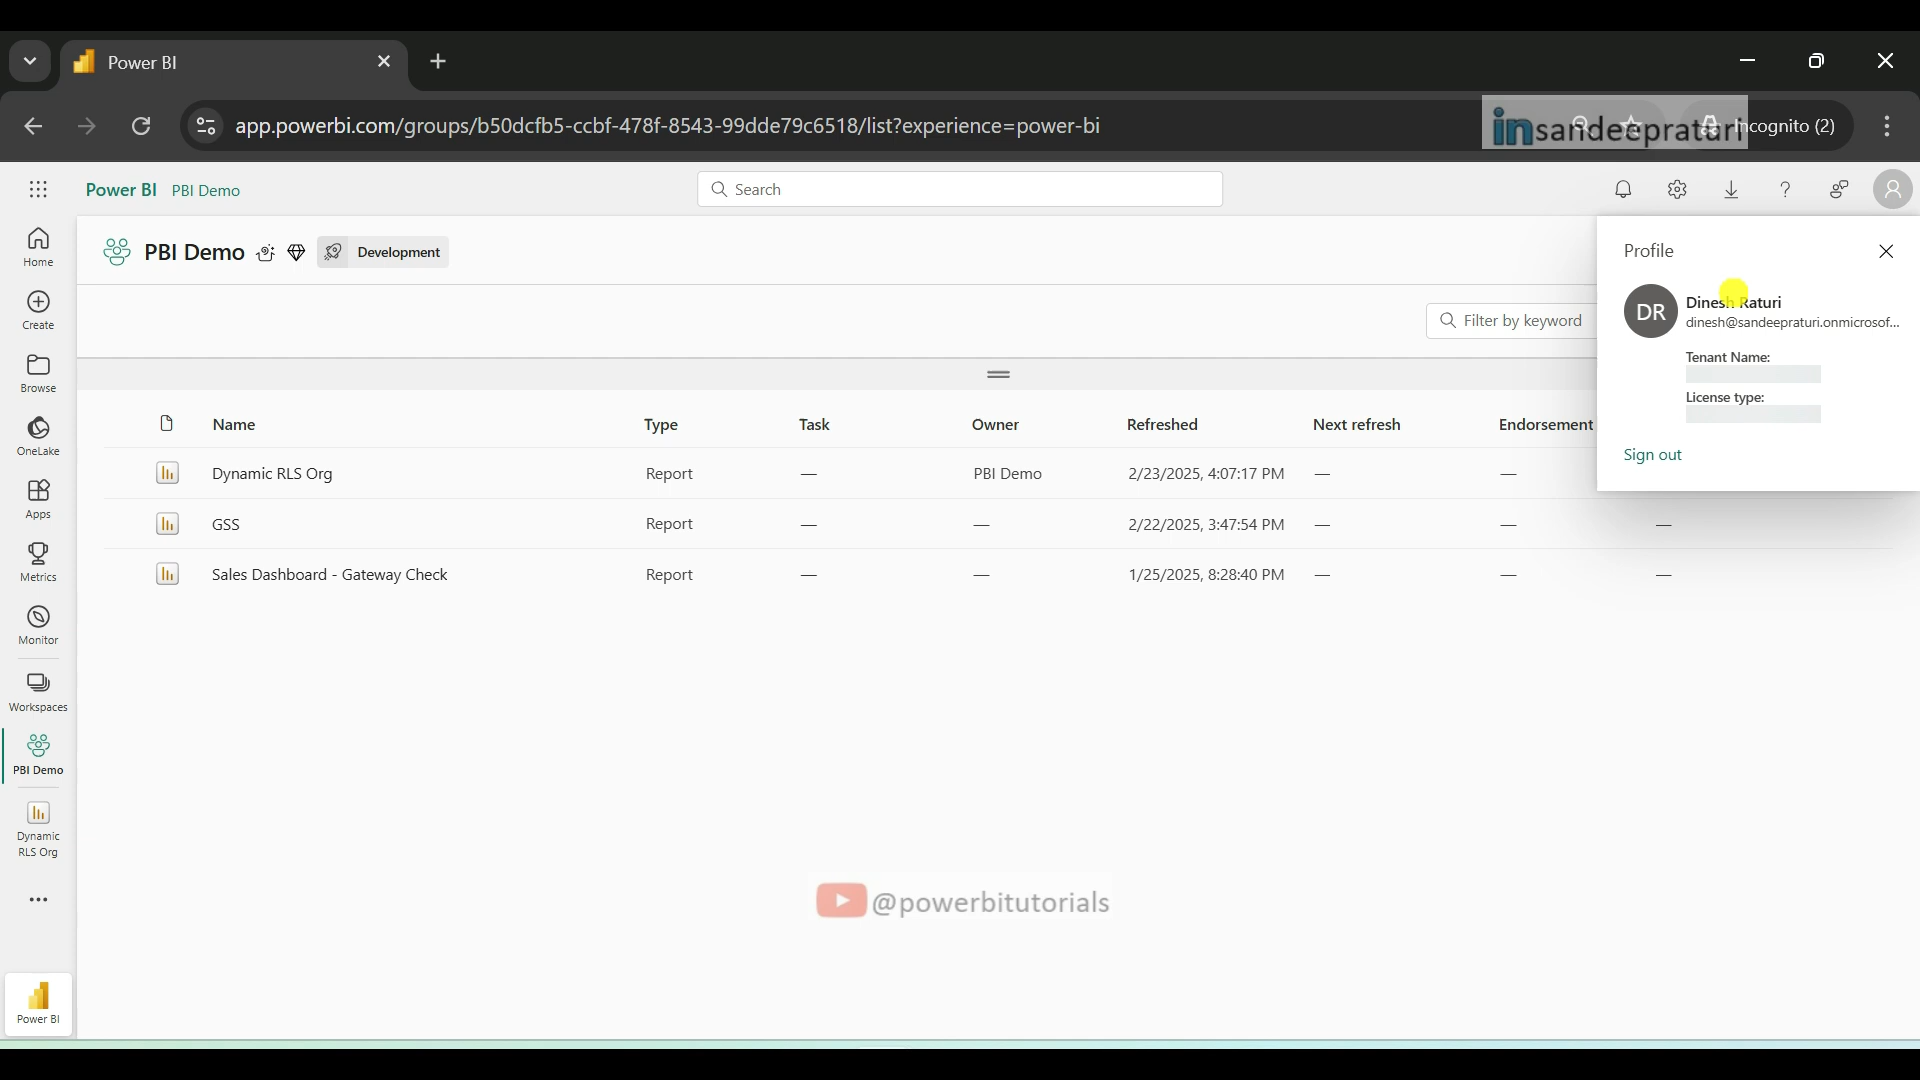 Power BI
app.powerbi.com/groups/b50dcfb5-ccbf-478f-8543-99dde79c6518/list?experience=power-bi
insandeepraturi
Incognito (2)
Power BI PBI Demo
Search
Home
Create
Browse
OneLake
Apps
Metrics
Monitor
Workspaces
PBI Demo
Dynamic
RLS Org
Power BI
PBI Demo
Development
Filter by keyword
Name Type Task Owner Refreshed Next refresh Endorsement
Dynamic RLS Org Report — PBI Demo 2/23/2025, 4:07:17 PM — —
GSS Report — — 2/22/2025, 3:47:54 PM — — —
Sales Dashboard - Gateway Check Report — — 1/25/2025, 8:28:40 PM — — —
Profile
DR
Dinesh Raturi
dinesh@sandeepraturi.onmicrosof...
Tenant Name:
License type:
Sign out
@powerbitutorials